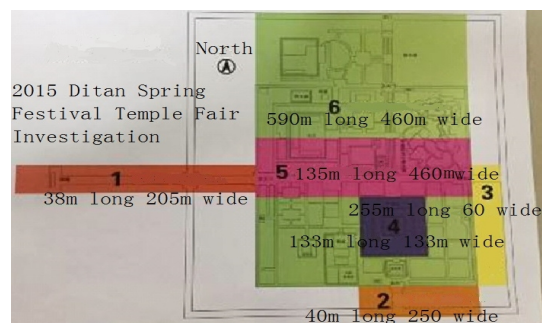 North
2015 Ditan Spring
Festival Temple Fair
Investigation
6
590m long 460m wide
1
5
135m long 460mwide
3
38m long 205m wide
255m long 60 wide
4
133m long 133m wide
2
40m long 250 wide